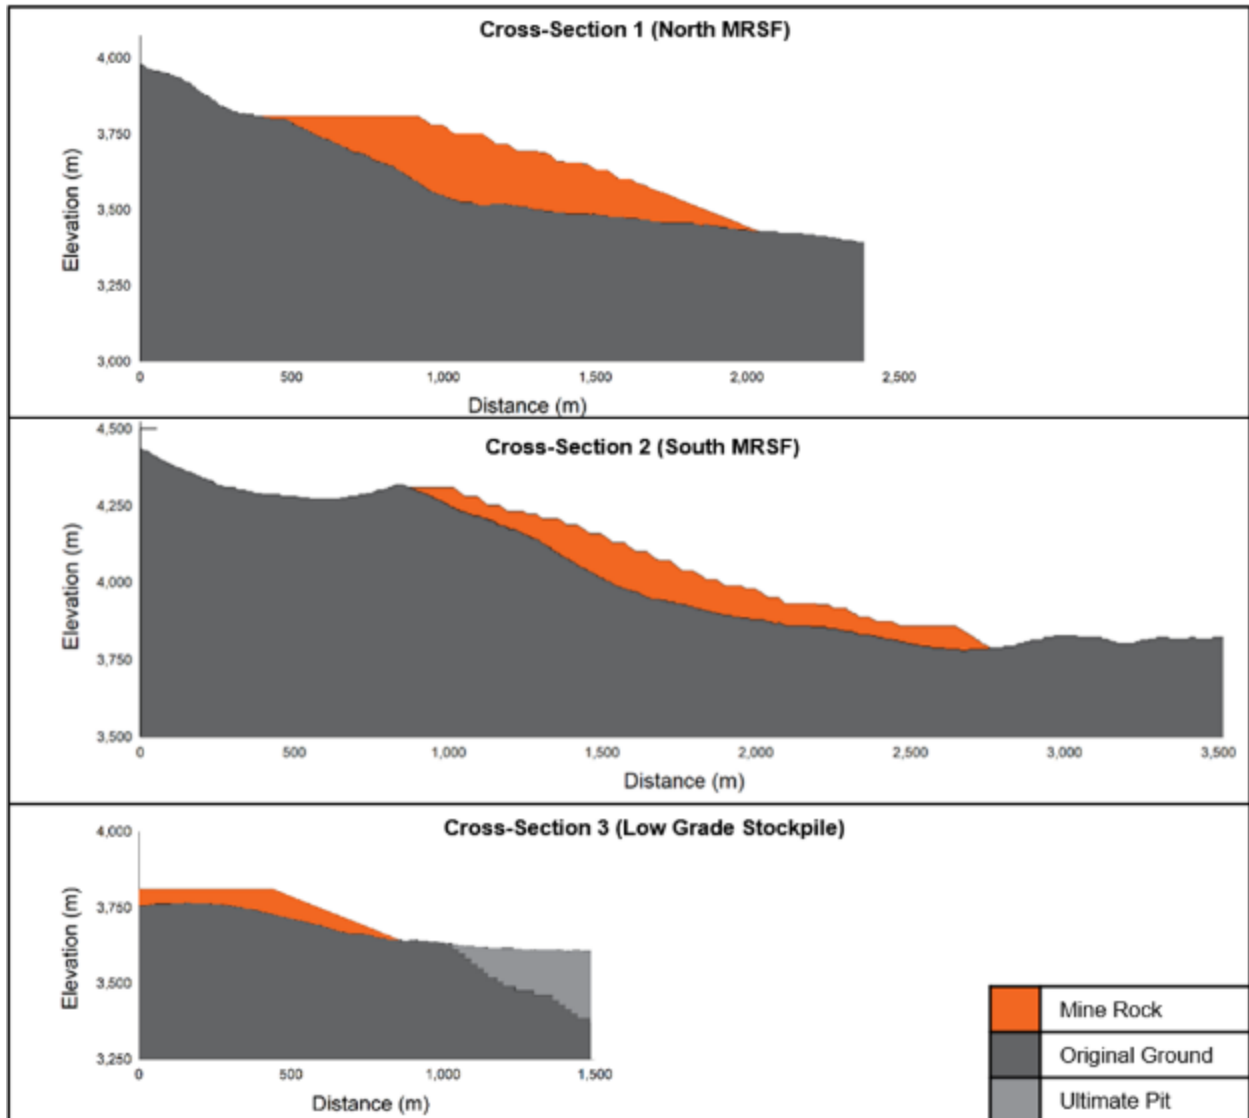 Cross-Section 1 (North MRSF)
4,000
3,750
3,500
3,250
3,000
Elevation (m)
0 500 1,000 1,500 2,000 2,500
Distance (m)
Cross-Section 2 (South MRSF)
4,500
4,250
4,000
3,750
3,500
Elevation (m)
0 500 1,000 1,500 2,000 2,500 3,000 3,500
Distance (m)
Cross-Section 3 (Low Grade Stockpile)
4,000
3,750
3,500
3,250
Elevation (m)
0 500 1,000 1.500
Distance (m)
Mine Rock
Original Ground
Ultimate Pit